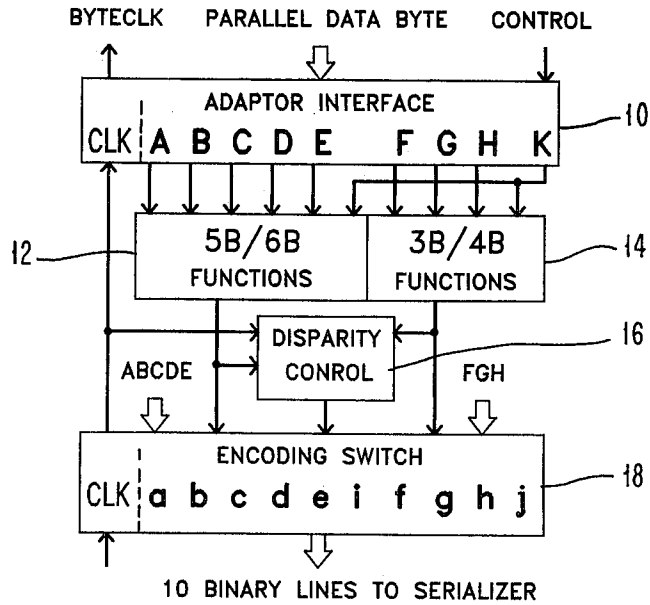 BYTECLK PARALLEL DATA BYTE CONTROL
ADAPTOR INTERFACE
CLK A B C D E F G H K
10
5B/6B
FUNCTIONS
3B/4B
FUNCTIONS
12
14
DISPARITY
CONROL
16
ABCDE
FGH
ENCODING SWITCH
CLK a b c d e i f g h j
18
10 BINARY LINES TO SERIALIZER